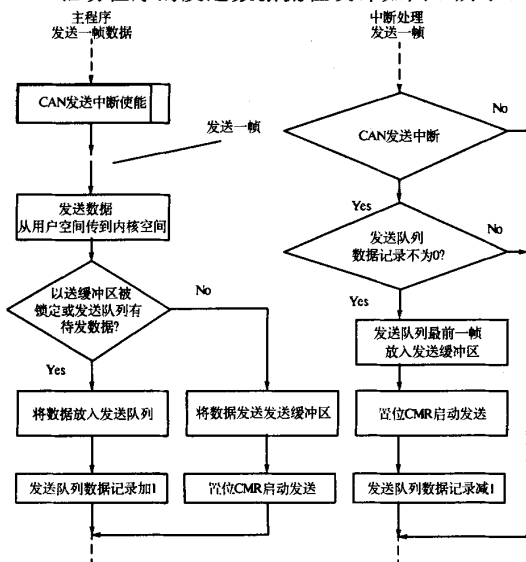 主程序
发送一帧数据
CAN发送中断使能
发送一帧
发送数据
从用户空间传到内核空间
以送缓冲区被
锁定或发送队列有
待发数据?
No
Yes
将数据放入发送队列
将数据发送发送缓冲区
发送队列数据记录加1
置位CMR启动发送
中断处理
发送一帧
CAN发送中断
No
Yes
发送队列
数据记录不为0?
No
Yes
发送队列最前一帧
放入发送缓冲区
置位CMR启动发送
发送队列数据记录减1